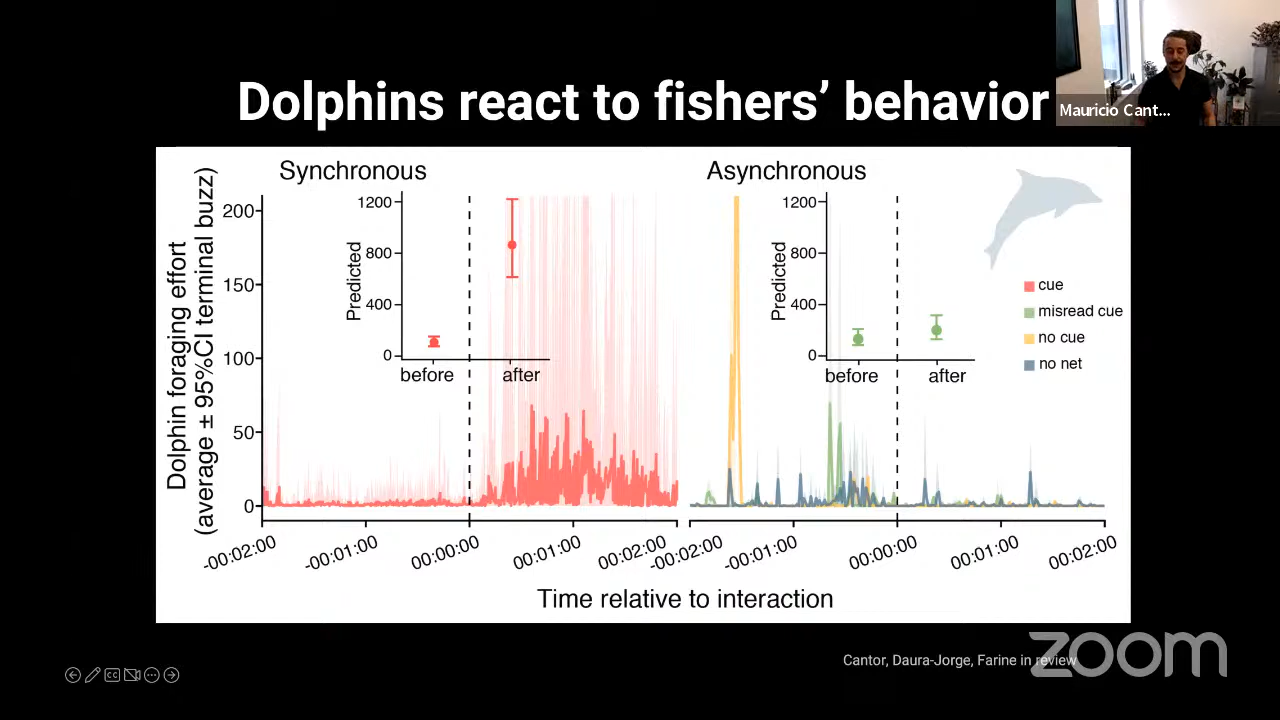 Dolphins react to fishers’ behavior
Mauricio Cant...
Synchronous
Asynchronous
Dolphin foraging effort
(average ± 95%CI terminal buzz)
200
150
100
50
0
Predicted
1200
800
400
0
before
after
Predicted
1200
800
400
0
before
after
cue
misread cue
no cue
no net
-00:02:00
-00:01:00
00:00:00
00:01:00
00:02:00
-00:02:00
-00:01:00
00:00:00
00:01:00
00:02:00
Time relative to interaction
Cantor, Daura-Jorge, Farine in review
zoom
CC